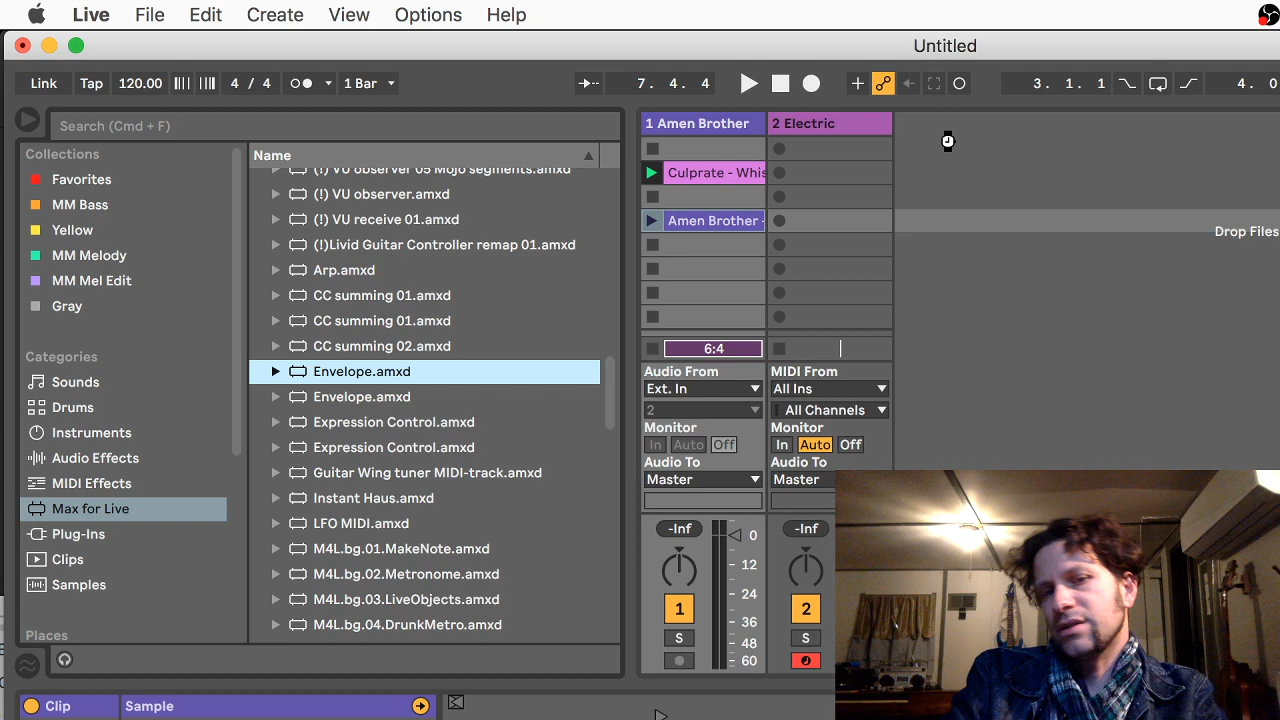 Live File Edit Create View Options Help
Untitled
Link Tap 120.00 4 / 4 1 Bar 7. 4. 4 3. 1. 1 4. 0
Search (Cmd + F)
Collections
Favorites
MM Bass
Yellow
MM Melody
MM Mel Edit
Gray
Categories
Sounds
Drums
Instruments
Audio Effects
MIDI Effects
Max for Live
Plug-Ins
Clips
Samples
Places
Name
(!) VU observer 05 Mojo segments.amxd
(!) VU observer.amxd
(!) VU receive 01.amxd
(!)Livid Guitar Controller remap 01.amxd
Arp.amxd
CC summing 01.amxd
CC summing 01.amxd
CC summing 02.amxd
Envelope.amxd
Envelope.amxd
Expression Control.amxd
Expression Control.amxd
Guitar Wing tuner MIDI-track.amxd
Instant Haus.amxd
LFO MIDI.amxd
M4L.bg.01.MakeNote.amxd
M4L.bg.02.Metronome.amxd
M4L.bg.03.LiveObjects.amxd
M4L.bg.04.DrunkMetro.amxd
1 Amen Brother 2 Electric
Culprate - Whis
Amen Brother -
Drop Files
6:4
Audio From MIDI From
Ext. In All Ins
2 All Channels
Monitor Monitor
In Auto Off In Auto Off
Audio To Audio To
Master Master
-Inf -Inf
0
12
24
36
48
60
1 2
S S
Clip Sample